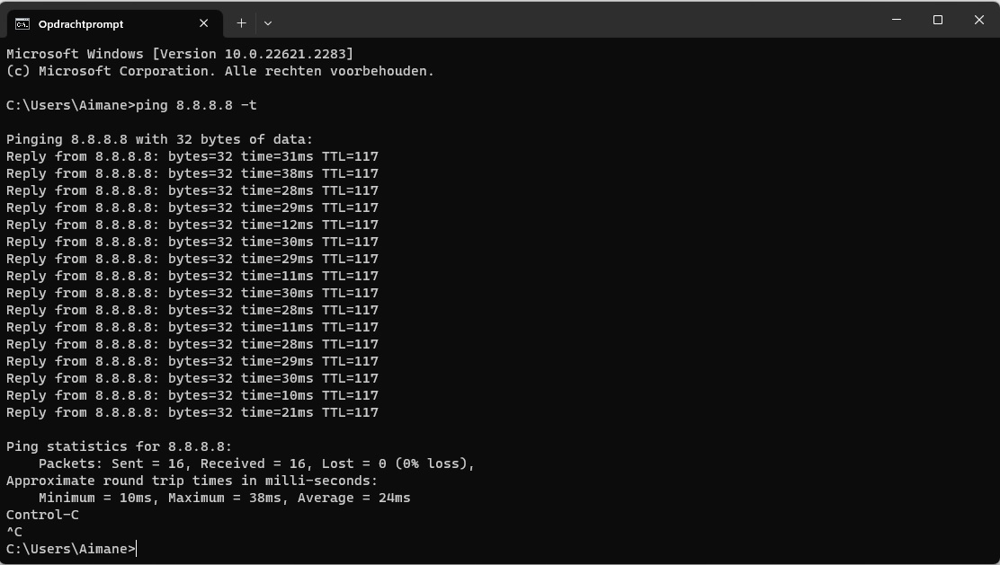 Opdrachtprompt
Microsoft Windows [Version 10.0.22621.2283]
(c) Microsoft Corporation. Alle rechten voorbehouden.
C:\Users\Aimane>ping 8.8.8.8 -t
Pinging 8.8.8.8 with 32 bytes of data:
Reply from 8.8.8.8: bytes=32 time=31ms TTL=117
Reply from 8.8.8.8: bytes=32 time=38ms TTL=117
Reply from 8.8.8.8: bytes=32 time=28ms TTL=117
Reply from 8.8.8.8: bytes=32 time=29ms TTL=117
Reply from 8.8.8.8: bytes=32 time=12ms TTL=117
Reply from 8.8.8.8: bytes=32 time=30ms TTL=117
Reply from 8.8.8.8: bytes=32 time=29ms TTL=117
Reply from 8.8.8.8: bytes=32 time=11ms TTL=117
Reply from 8.8.8.8: bytes=32 time=30ms TTL=117
Reply from 8.8.8.8: bytes=32 time=28ms TTL=117
Reply from 8.8.8.8: bytes=32 time=11ms TTL=117
Reply from 8.8.8.8: bytes=32 time=28ms TTL=117
Reply from 8.8.8.8: bytes=32 time=29ms TTL=117
Reply from 8.8.8.8: bytes=32 time=30ms TTL=117
Reply from 8.8.8.8: bytes=32 time=10ms TTL=117
Reply from 8.8.8.8: bytes=32 time=21ms TTL=117
Ping statistics for 8.8.8.8:
    Packets: Sent = 16, Received = 16, Lost = 0 (0% loss),
Approximate round trip times in milli-seconds:
    Minimum = 10ms, Maximum = 38ms, Average = 24ms
Control-C
^C
C:\Users\Aimane>